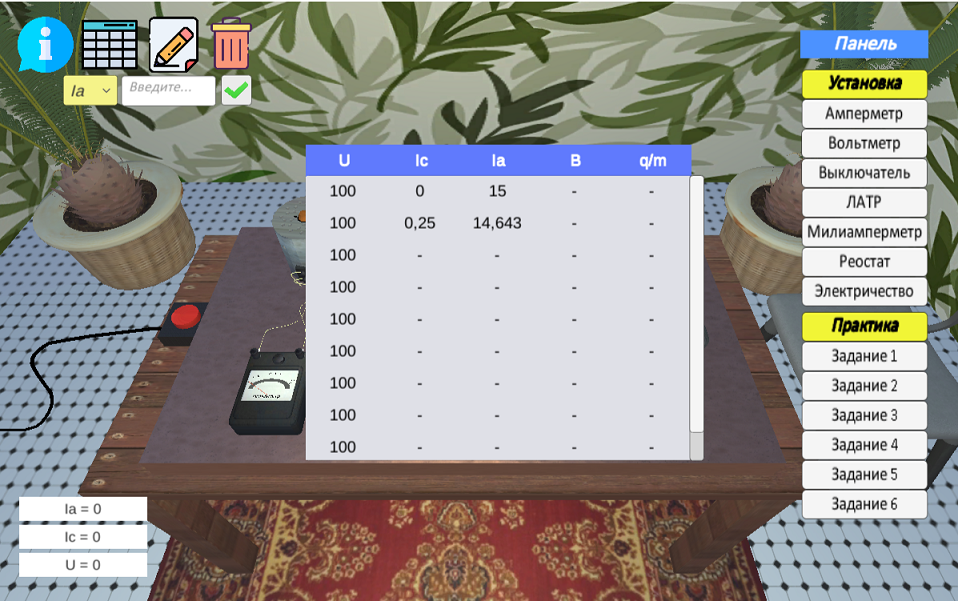 Ia
Введите...
Панель
Установка
Амперметр
Вольтметр
Выключатель
ЛАТР
Милиамперметр
Реостат
Электричество
Практика
Задание 1
Задание 2
Задание 3
Задание 4
Задание 5
Задание 6
U Ic Ia B q/m
100 0 15 - -
100 0,25 14,643 - -
100 - - - -
100 - - - -
100 - - - -
100 - - - -
100 - - - -
100 - - - -
100 - - - -
Ia = 0
Ic = 0
U = 0